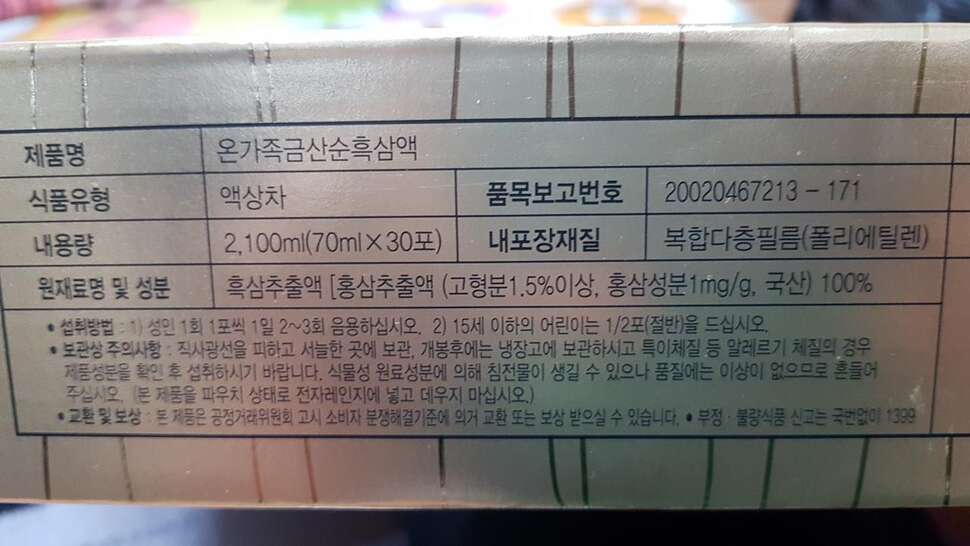 제품명 온가족금산순흑삼액
식품유형 액상차 품목보고번호 20020467213 - 171
내용량 2,100ml(70ml×30포) 내포장재질 복합다층필름(폴리에틸렌)
원재료명 및 성분 흑삼추출액 [홍삼추출액 (고형분1.5%이상, 홍삼성분1mg/g, 국산) 100%
• 섭취방법 : 1) 성인 1회 1포씩 1일 2~3회 음용하십시오. 2) 15세 이하의 어린이는 1/2포(절반)을 드십시오.
• 보관상 주의사항 : 직사광선을 피하고 서늘한 곳에 보관, 개봉후에는 냉장고에 보관하시고 특이체질 등 알레르기 체질의 경우
제품성분을 확인 후 섭취하시기 바랍니다. 식물성 원료성분에 의해 침전물이 생길 수 있으나 품질에는 이상이 없으므로 흔들어
주십시오. (본 제품을 파우치 상태로 전자레인지에 넣고 데우지 마십시오.)
• 교환 및 보상 : 본 제품은 공정거래위원회 고시 소비자 분쟁해결기준에 의거 교환 또는 보상 받으실 수 있습니다. • 부정·불량식품 신고는 국번없이 1399